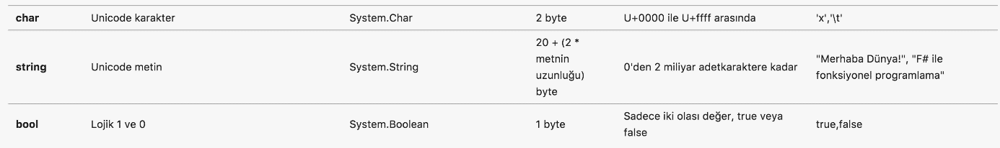 char Unicode karakter System.Char 2 byte U+0000 ile U+ffff arasında 'x','\t'
string Unicode metin System.String 20 + (2 * metnin uzunluğu) byte 0'den 2 miliyar adetkaraktere kadar "Merhaba Dünya!", "F# ile fonksiyonel programlama"
bool Lojik 1 ve 0 System.Boolean 1 byte Sadece iki olası değer, true veya false true,false